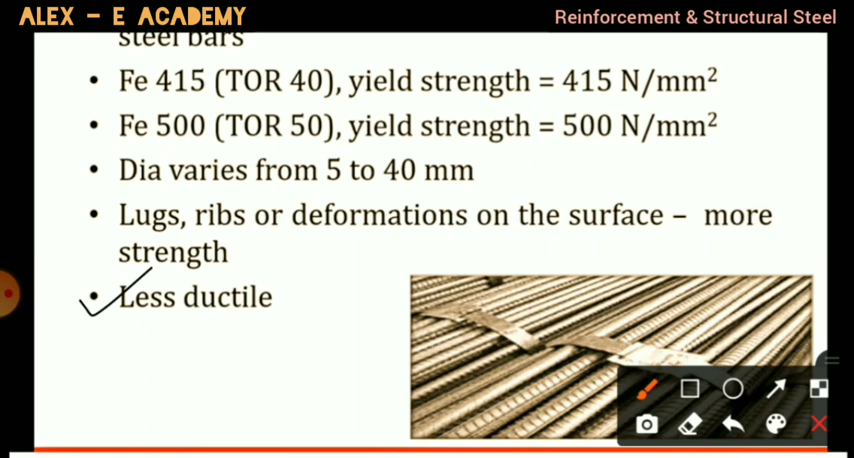 ALEX – E ACADEMY
Reinforcement & Structural Steel
steel bars
• Fe 415 (TOR 40), yield strength = 415 N/mm²
• Fe 500 (TOR 50), yield strength = 500 N/mm²
• Dia varies from 5 to 40 mm
• Lugs, ribs or deformations on the surface – more
strength
• Less ductile